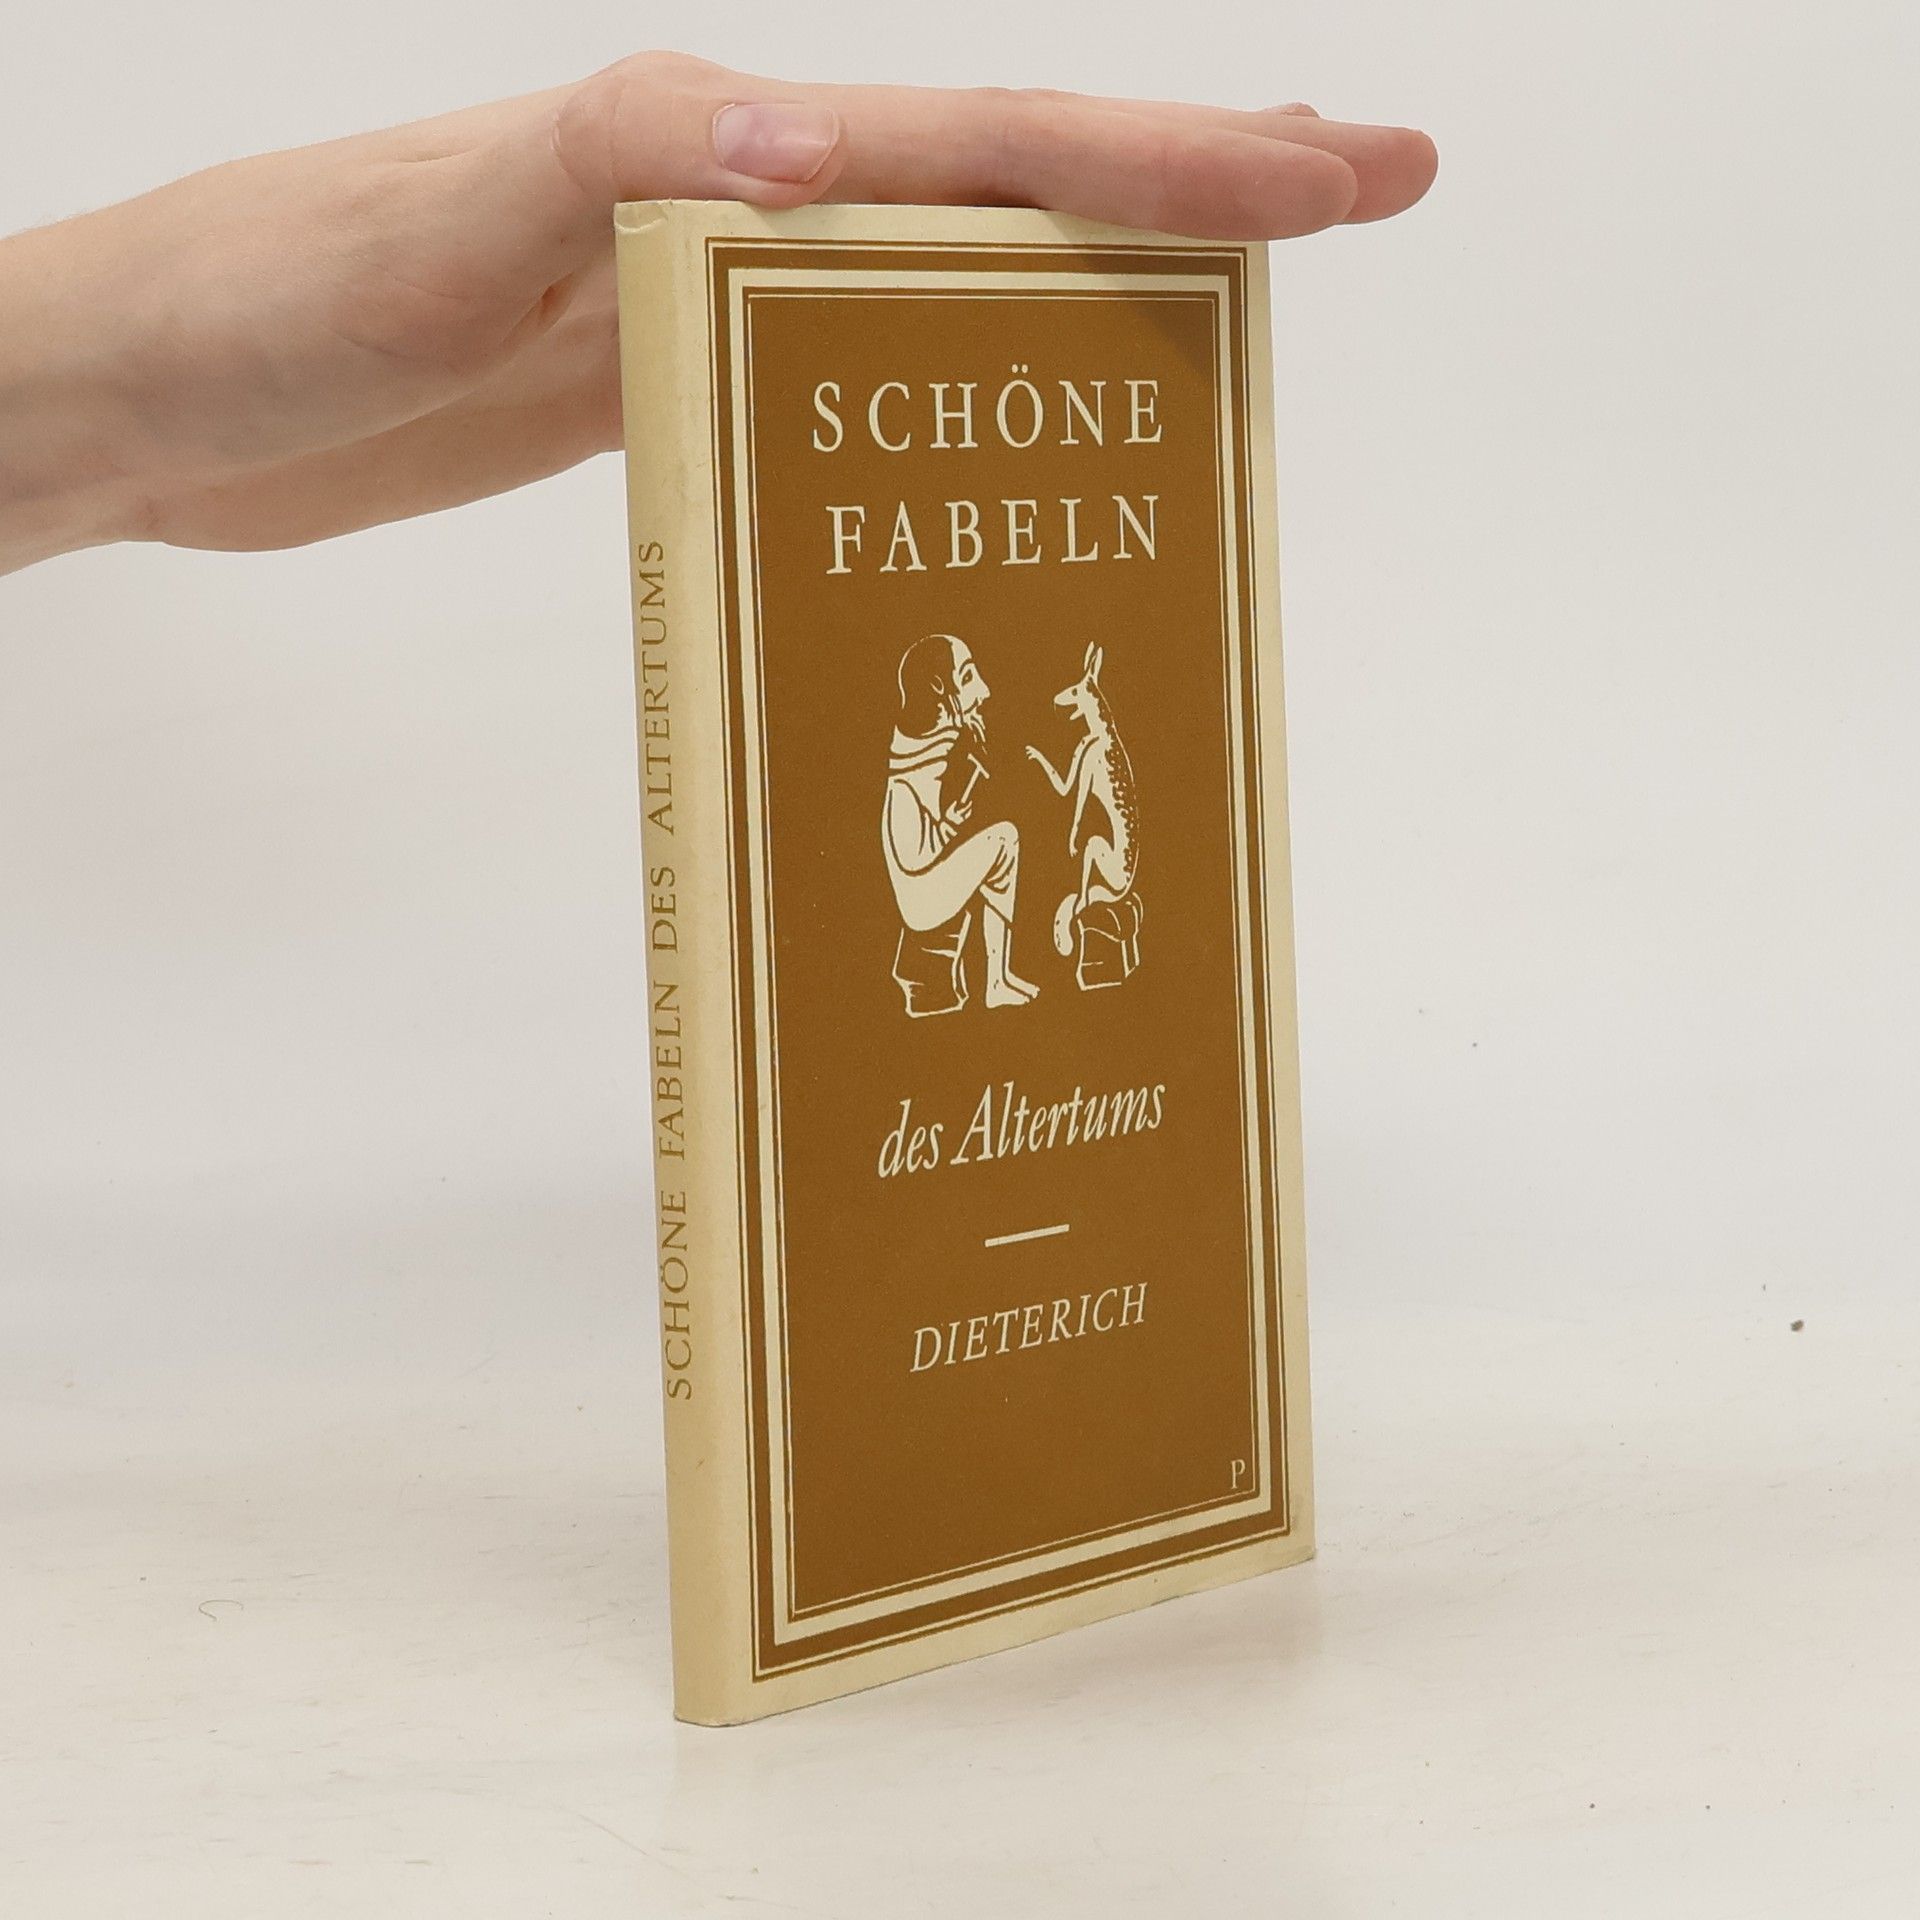 SCHÖNE FABELN DES ALTERTUMS
SCHÖNE
FABELN
des Altertums
DIETERICH
P